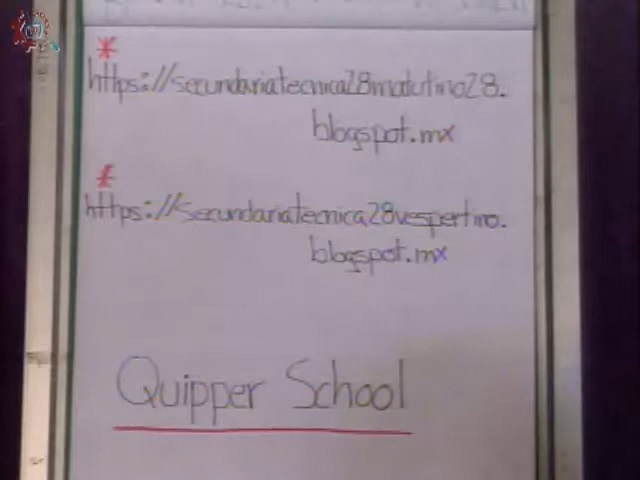 *
https://secundariatecnica28matutino28.
blogspot.mx
*
https://secundariatecnica28vespertino.
blogspot.mx
Quipper School